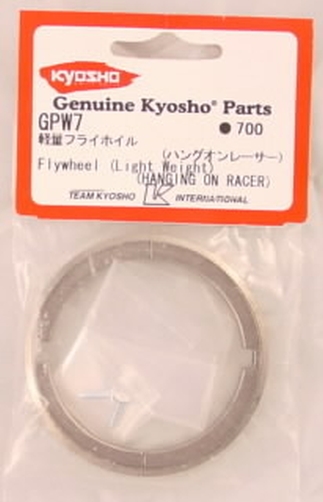 KYOSHO
Genuine Kyosho® Parts
GPW7 ●700
軽量フライホイル
(ハングオンレーサー)
Flywheel (Light Weight)
(HANGING ON RACER)
TEAM KYOSHO K INTERNATIONAL